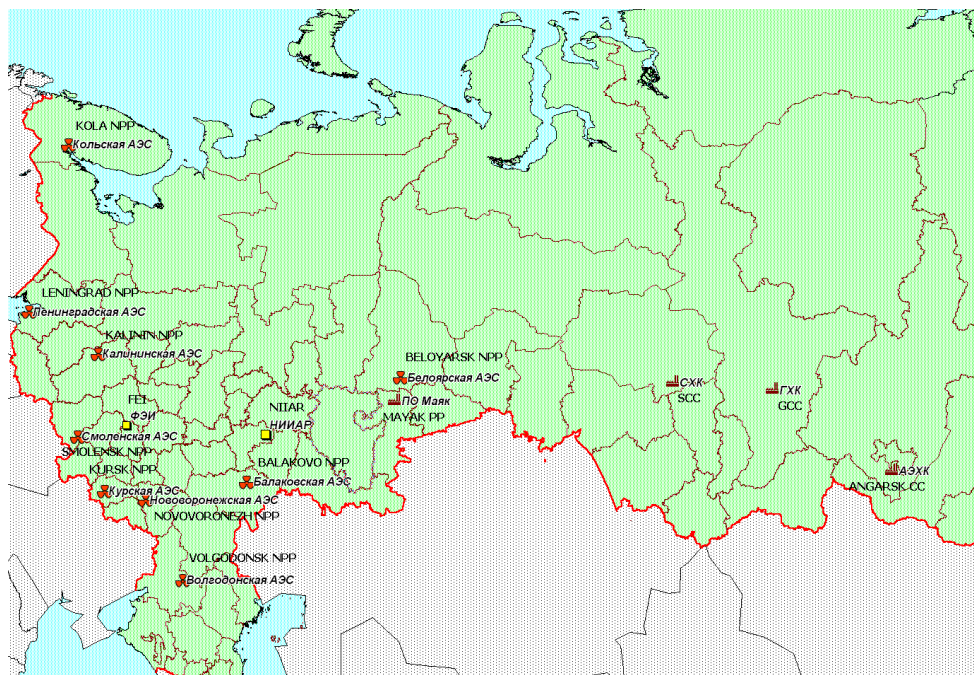 KOLA NPP
Кольская АЭС
LENINGRAD NPP
Ленинградская АЭС
KALININ NPP
Калининская АЭС
BELOYARSK NPP
Белоярская АЭС
ПО Маяк
MAYAK PP
СХК
SCC
ГХК
GCC
FEI
ФЭИ
NIIAR
НИИАР
Смоленская АЭС
SMOLENSK NPP
KURSK NPP
BALAKOVO NPP
Балаковская АЭС
АЭХК
ANGARSK CC
Курская АЭС
Нововоронежская АЭС
NOVOVORONEZH NPP
VOLGODONSK NPP
Волгодонская АЭС